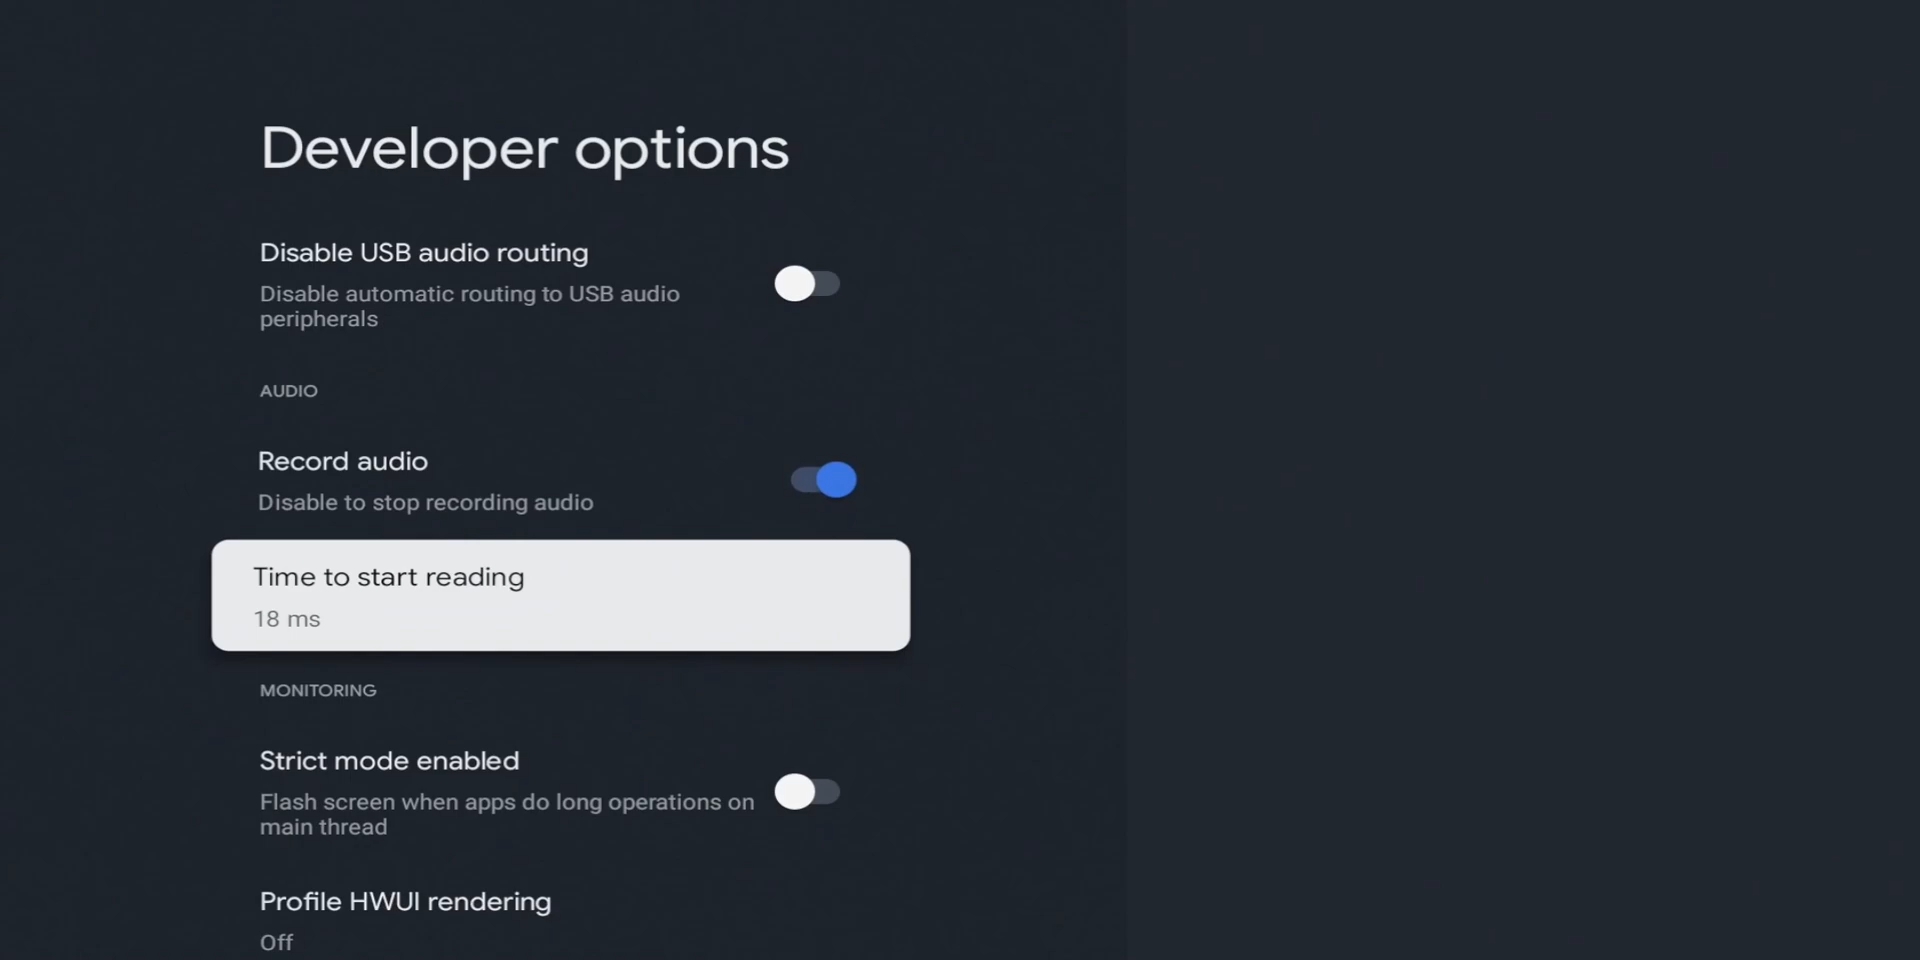 Developer options
Disable USB audio routing
Disable automatic routing to USB audio
peripherals
AUDIO
Record audio
Disable to stop recording audio
Time to start reading
18 ms
MONITORING
Strict mode enabled
Flash screen when apps do long operations on
main thread
Profile HWUI rendering
Off